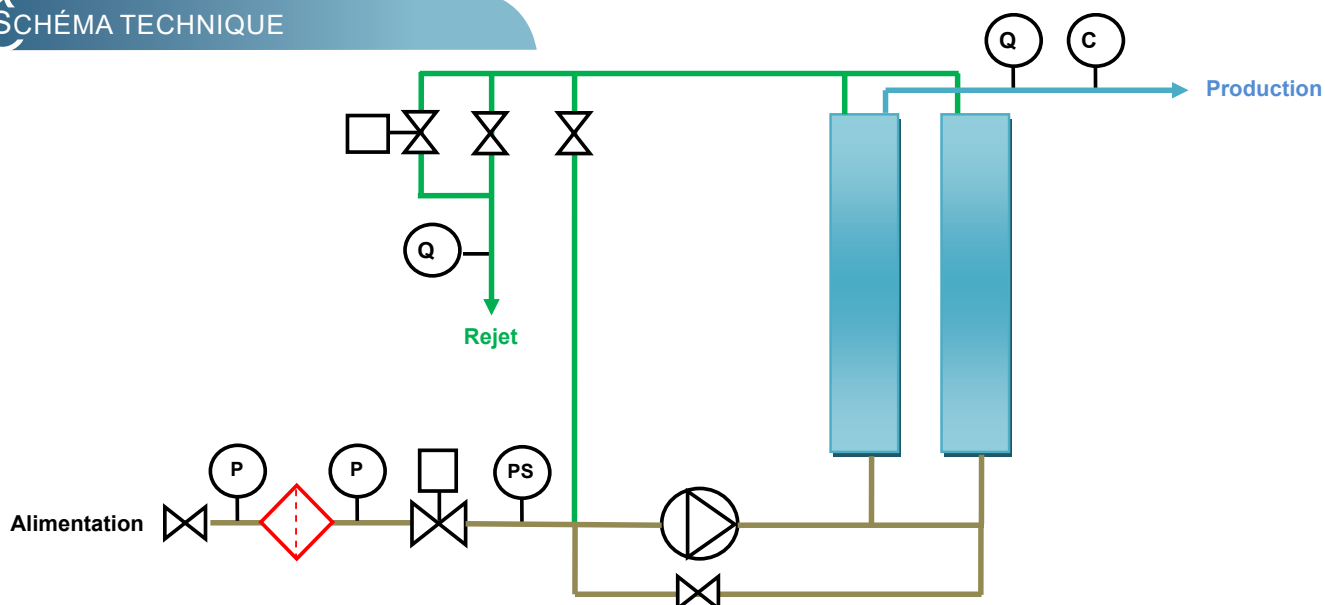 SCHÉMA TECHNIQUE
Q C
Production
Q
Rejet
P P PS
Alimentation